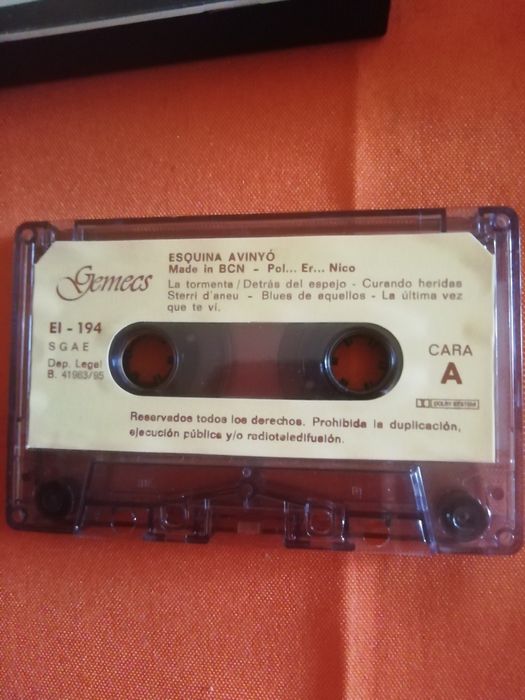 ESQUINA AVINYÓ
Made in BCN - Pol... Er... Nico
Gemecs
La tormenta / Detrás del espejo - Curando heridas
Sterri d'aneu - Blues de aquellos - La última vez
que te ví.
EI - 194
SGAE
Dep. Legal
B. 41963/95
CARA
A
DOLBY SYSTEM
Reservados todos los derechos. Prohibida la duplicación,
ejecución pública y/o radioteledifusión.